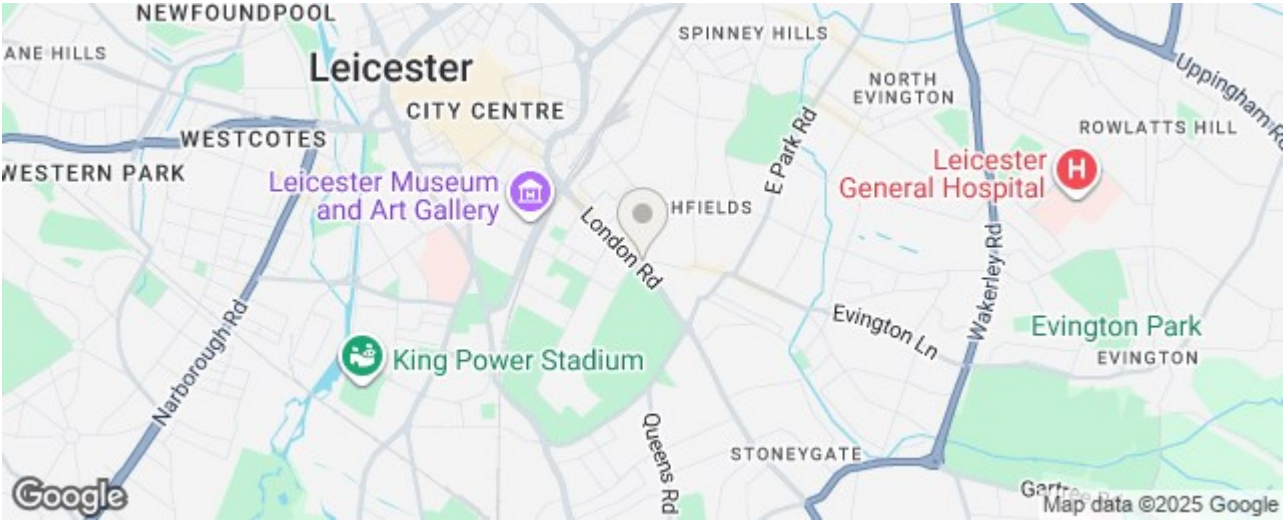 NEWFOUNDPOOL
SPINNEY HILLS
ANE HILLS
Leicester
CITY CENTRE
NORTH
EVINGTON
Uppingham Rd
WESTCOTES
ROWLATTS HILL
E Park Rd
WESTERN PARK
Leicester Museum
and Art Gallery
Leicester
General Hospital
H
HFIELDS
London Rd
Wakerley Rd
Narborough Rd
Evington Ln
Evington Park
EVINGTON
King Power Stadium
Queens Rd
STONEYGATE
Google
Map data ©2025 Google